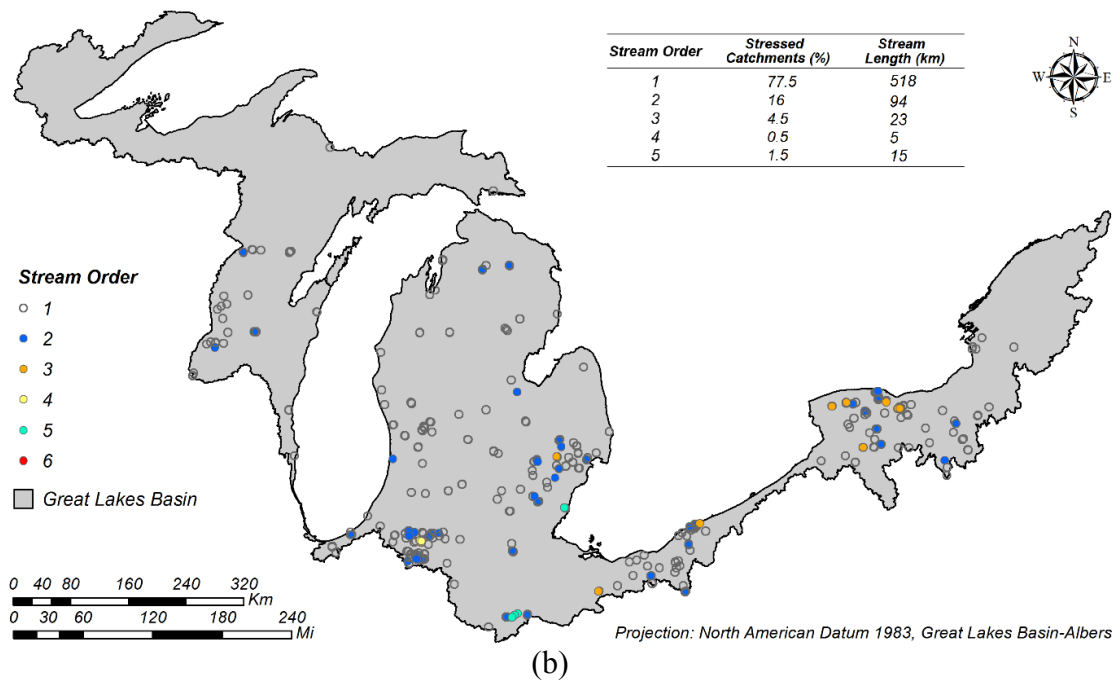 Stream Order Stressed Catchments (%) Stream Length (km)
1 77.5 518
2 16 94
3 4.5 23
4 0.5 5
5 1.5 15
N
W E
S
Stream Order
1
2
3
4
5
6
Great Lakes Basin
0 40 80 160 240 320
Km
0 30 60 120 180 240
Mi
Projection: North American Datum 1983, Great Lakes Basin-Albers
(b)